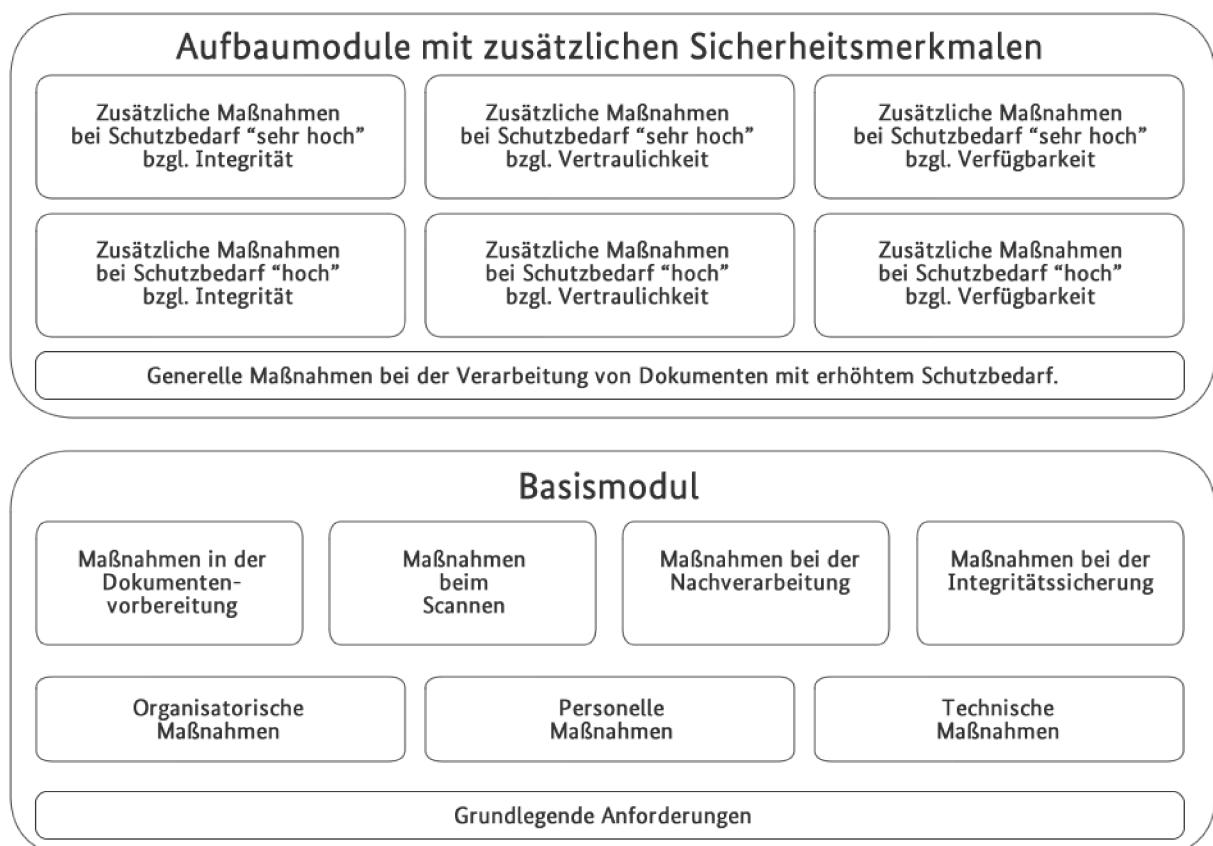 Aufbaumodule mit zusätzlichen Sicherheitsmerkmalen
Zusätzliche Maßnahmen
bei Schutzbedarf “sehr hoch”
bzgl. Integrität
Zusätzliche Maßnahmen
bei Schutzbedarf “sehr hoch”
bzgl. Vertraulichkeit
Zusätzliche Maßnahmen
bei Schutzbedarf “sehr hoch”
bzgl. Verfügbarkeit
Zusätzliche Maßnahmen
bei Schutzbedarf “hoch”
bzgl. Integrität
Zusätzliche Maßnahmen
bei Schutzbedarf “hoch”
bzgl. Vertraulichkeit
Zusätzliche Maßnahmen
bei Schutzbedarf “hoch”
bzgl. Verfügbarkeit
Generelle Maßnahmen bei der Verarbeitung von Dokumenten mit erhöhtem Schutzbedarf.
Basismodul
Maßnahmen in der
Dokumenten-
vorbereitung
Maßnahmen
beim
Scannen
Maßnahmen bei der
Nachverarbeitung
Maßnahmen bei der
Integritätssicherung
Organisatorische
Maßnahmen
Personelle
Maßnahmen
Technische
Maßnahmen
Grundlegende Anforderungen